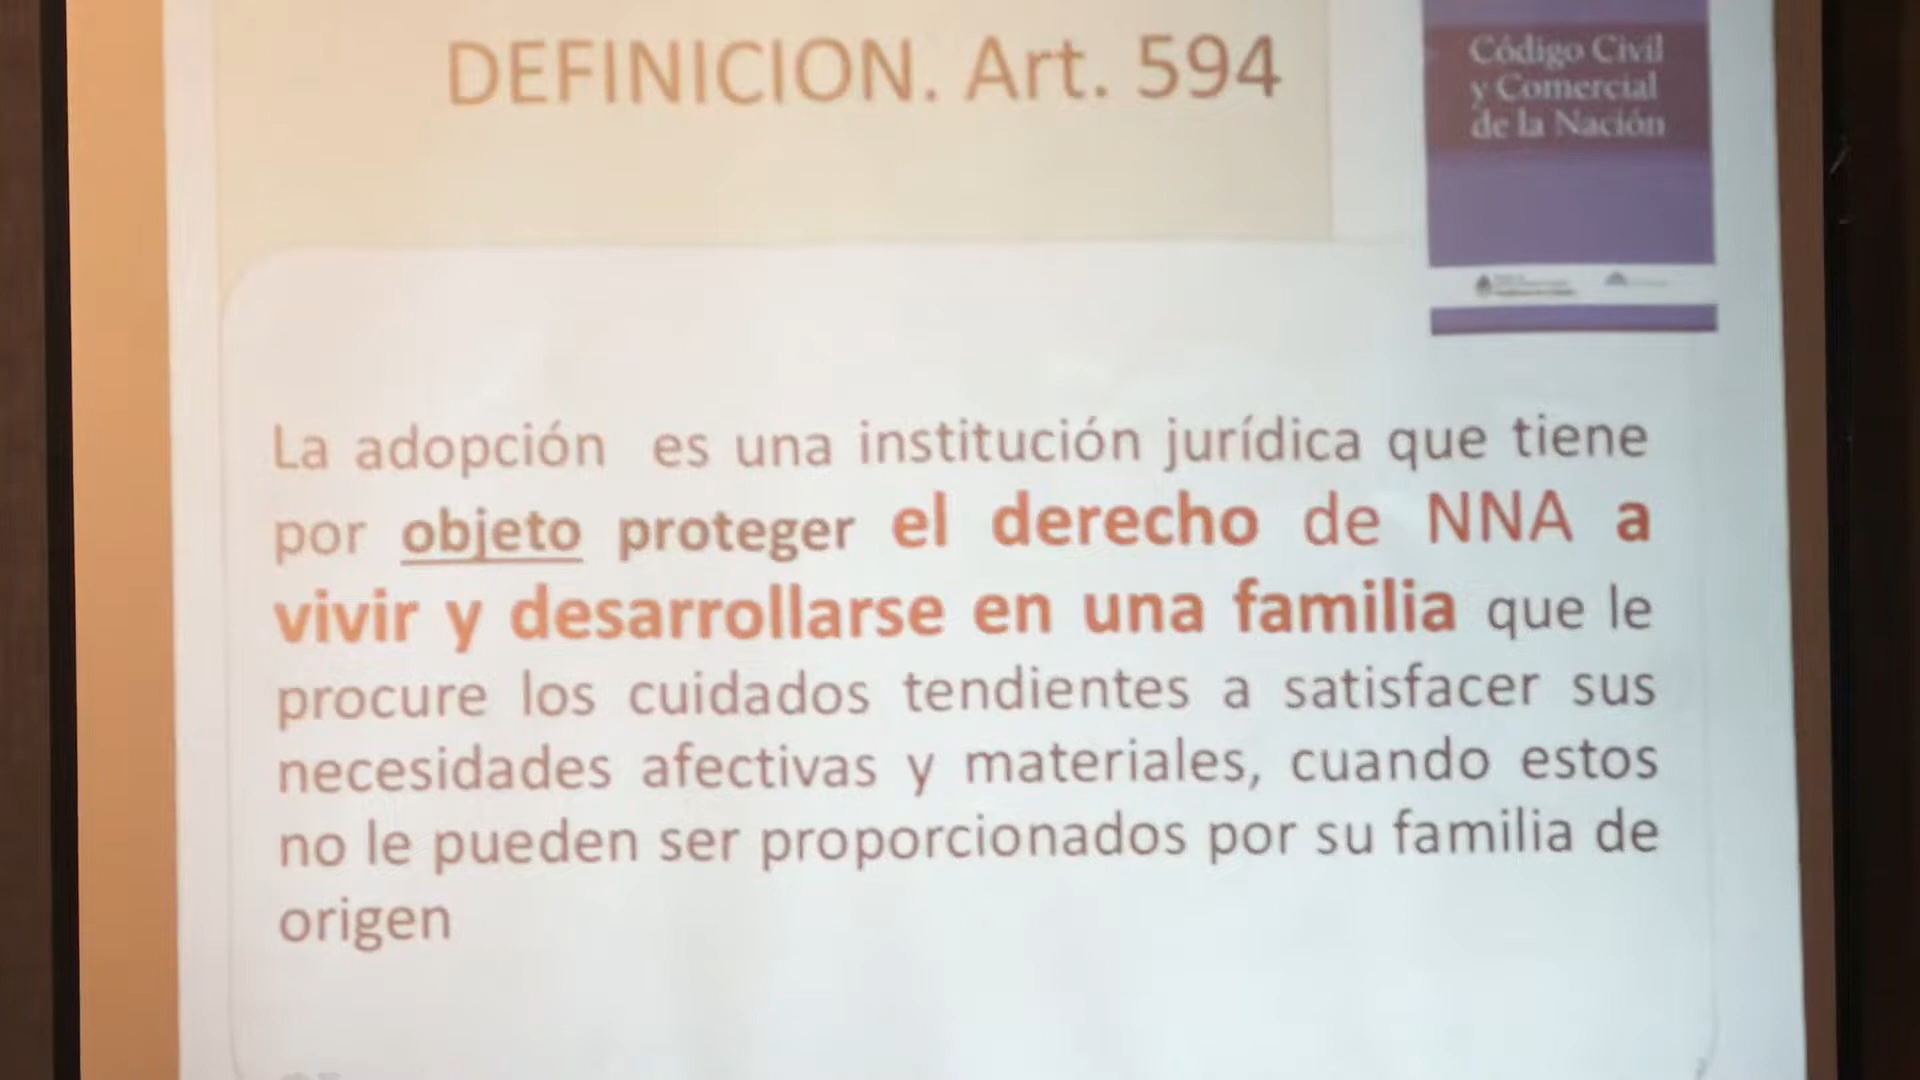 DEFINICION. Art. 594
Código Civil
y Comercial
de la Nación
La adopción es una institución jurídica que tiene
por objeto proteger el derecho de NNA a
vivir y desarrollarse en una familia que le
procure los cuidados tendientes a satisfacer sus
necesidades afectivas y materiales, cuando estos
no le pueden ser proporcionados por su familia de
origen